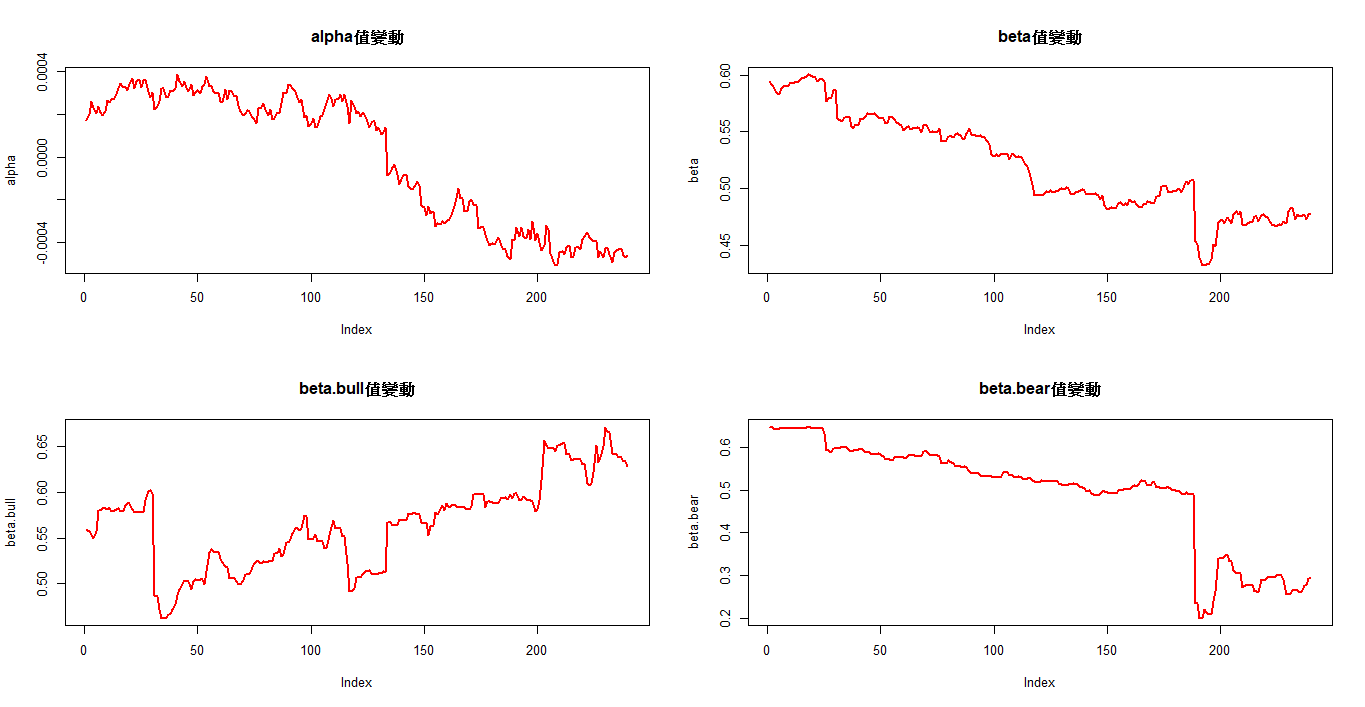 alpha值變動
alpha
0.0004
0.0000
-0.0004
0 50 100 150 200
Index
beta值變動
beta
0.60
0.55
0.50
0.45
0 50 100 150 200
Index
beta.bull值變動
beta.bull
0.65
0.60
0.55
0.50
0 50 100 150 200
Index
beta.bear值變動
beta.bear
0.6
0.5
0.4
0.3
0.2
0 50 100 150 200
Index